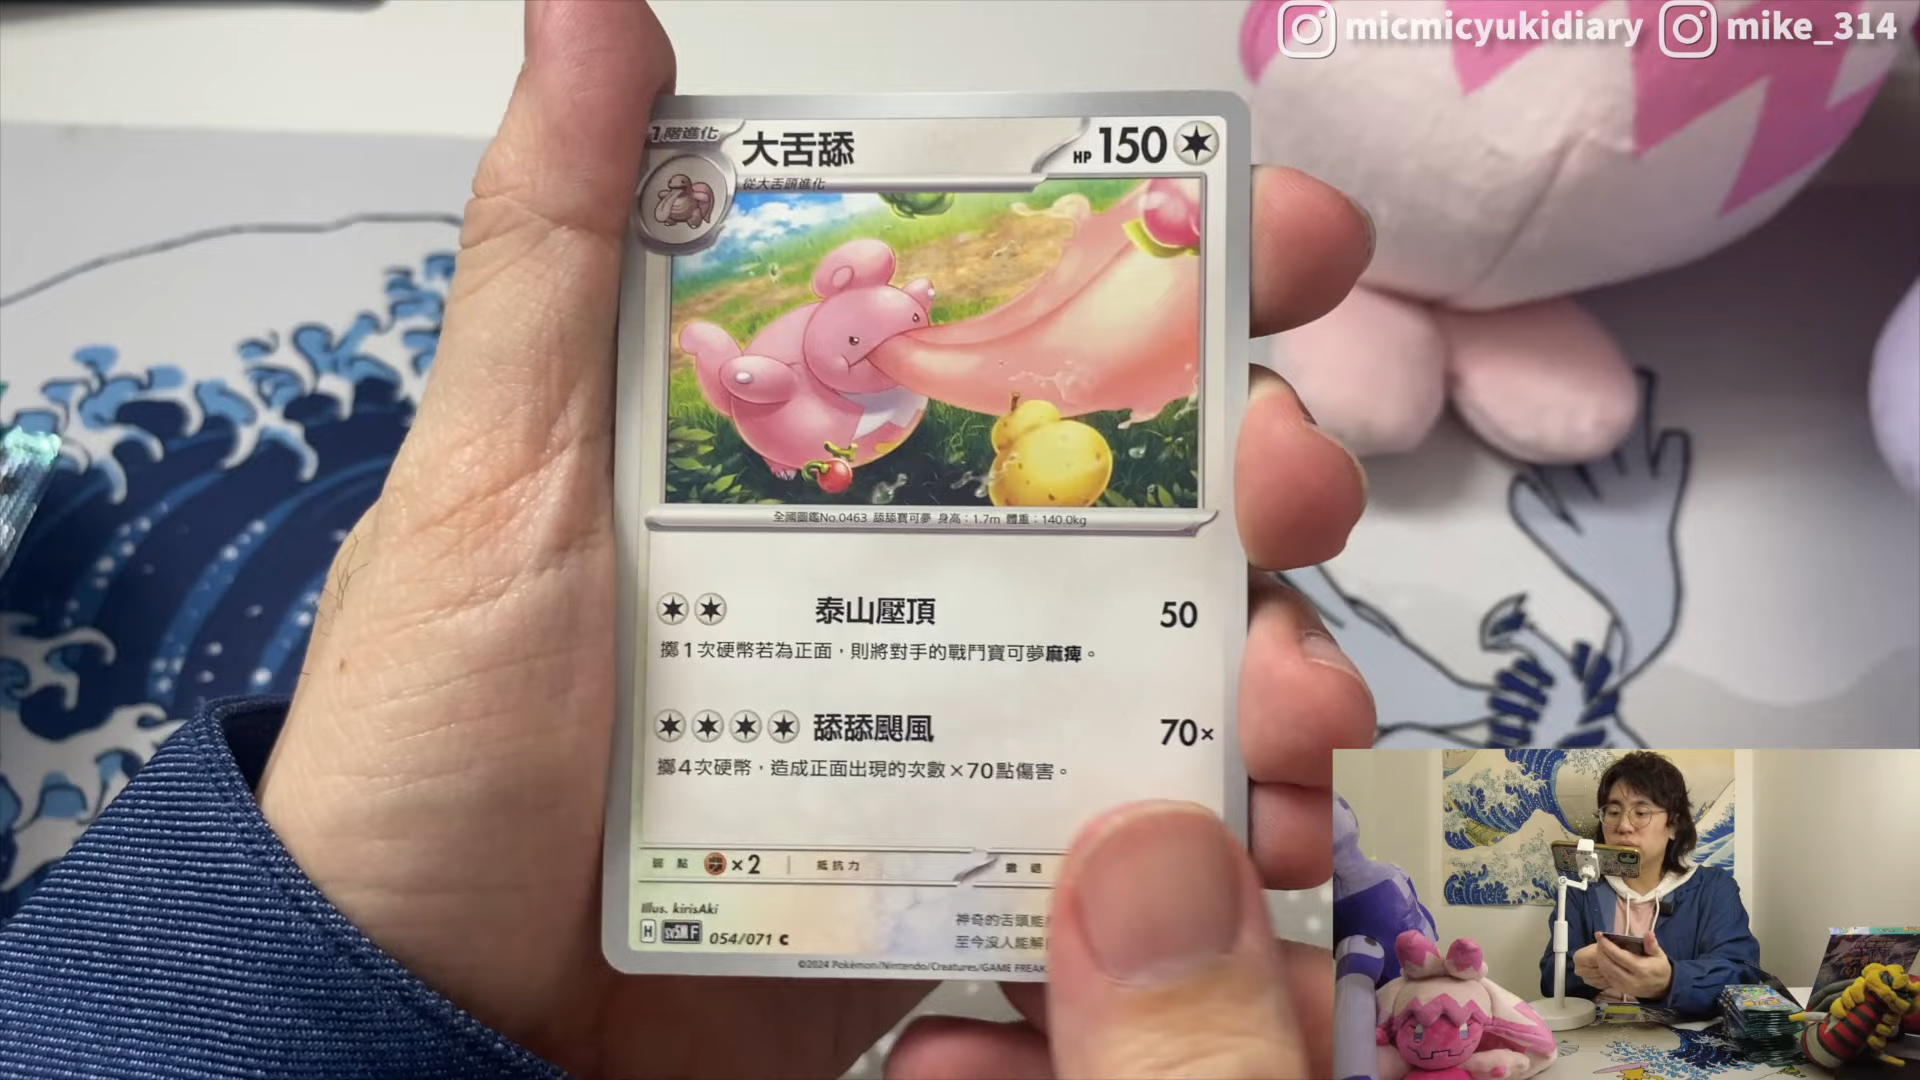 micmicyukidiary mike_314
1階進化
大舌舔
HP 150
從大舌頭進化
全國圖鑑No.0463 舔舔寶可夢 身高：1.7m 體重：140.0kg
泰山壓頂 50
擲1次硬幣若為正面，則將對手的戰鬥寶可夢麻痺。
舔舔颶風 70×
擲4次硬幣，造成正面出現的次數×70點傷害。
弱點 ×2 抵抗力 撤退
Illus. kirisAki
神奇的舌頭能
H sv5M F 054/071 C
至今沒人能解
©2024 Pokémon/Nintendo/Creatures/GAME FREAK